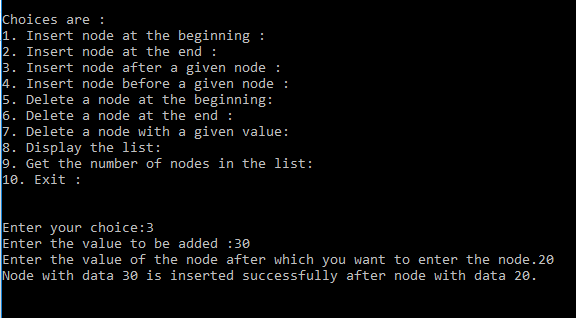 Choices are :
1. Insert node at the beginning :
2. Insert node at the end :
3. Insert node after a given node :
4. Insert node before a given node :
5. Delete a node at the beginning:
6. Delete a node at the end :
7. Delete a node with a given value:
8. Display the list:
9. Get the number of nodes in the list:
10. Exit :
Enter your choice:3
Enter the value to be added :30
Enter the value of the node after which you want to enter the node.20
Node with data 30 is inserted successfully after node with data 20.